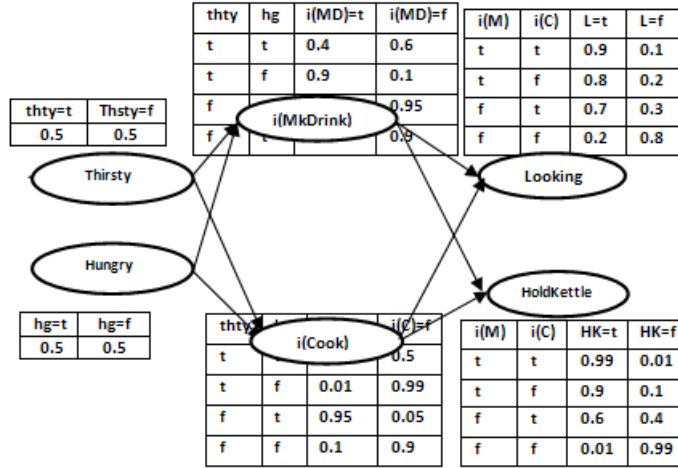 thty hg i(MD)=t i(MD)=f
t t 0.4 0.6
t f 0.9 0.1
f 0.95
f t 0.9
i(MkDrink)
i(M) i(C) L=t L=f
t t 0.9 0.1
t f 0.8 0.2
f t 0.7 0.3
f f 0.2 0.8
thty=t Thsty=f
0.5 0.5
Thirsty
Looking
Hungry
HoldKettle
hg=t hg=f
0.5 0.5
thty i(C)=f
t 0.5
t f 0.01 0.99
f t 0.95 0.05
f f 0.1 0.9
i(Cook)
i(M) i(C) HK=t HK=f
t t 0.99 0.01
t f 0.9 0.1
f t 0.6 0.4
f f 0.01 0.99